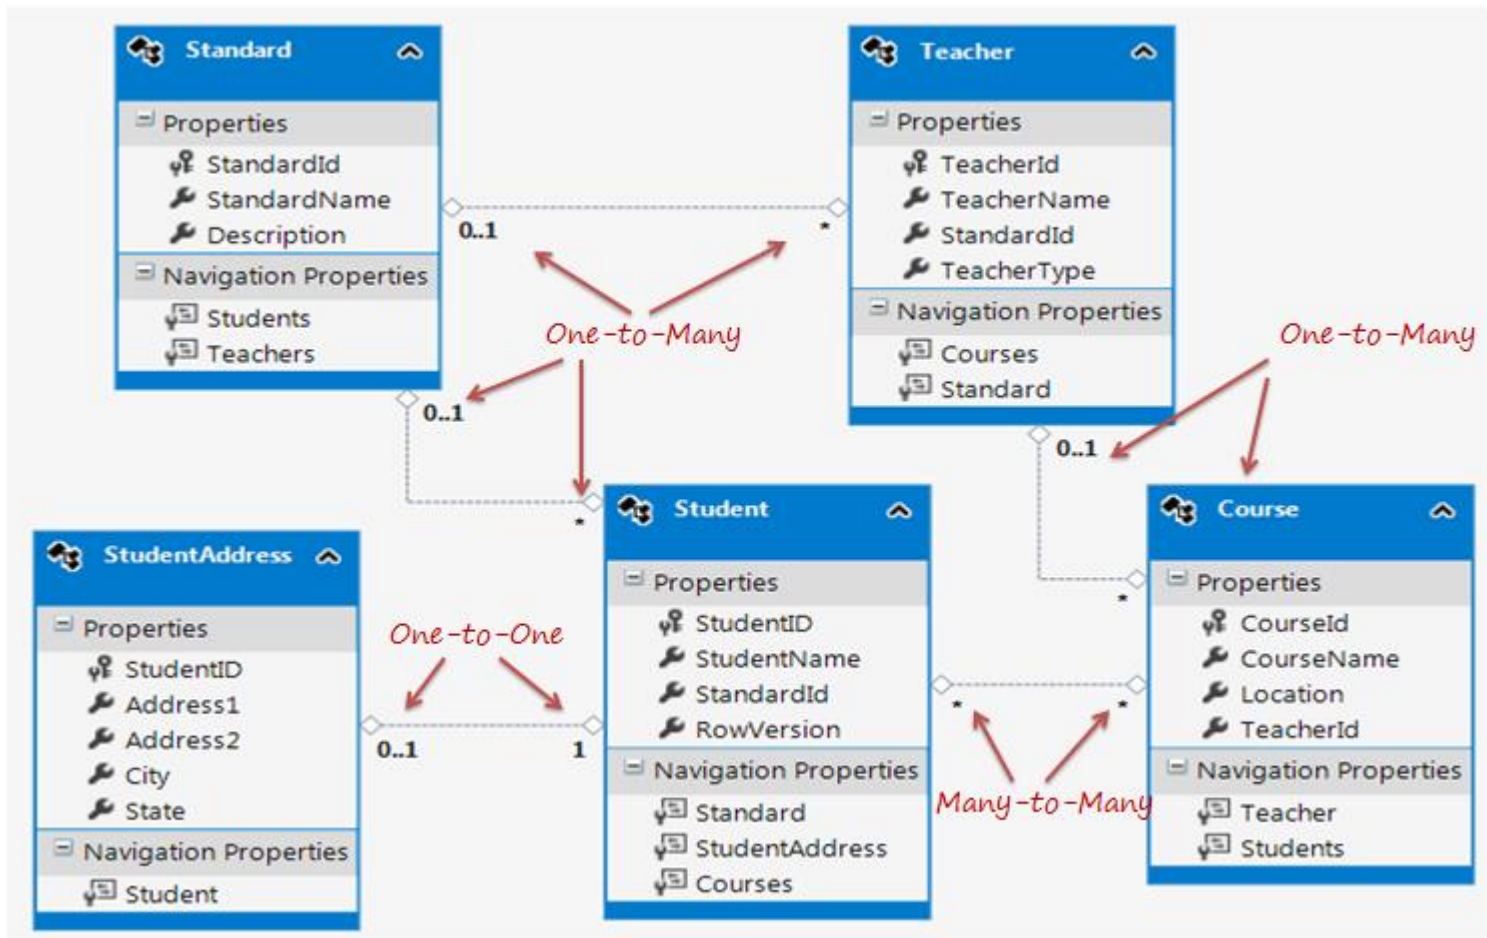 Standard
Properties
StandardId
StandardName
Description
Navigation Properties
Students
Teachers
Teacher
Properties
TeacherId
TeacherName
StandardId
TeacherType
Navigation Properties
Courses
Standard
0..1
*
One-to-Many
0..1
*
One-to-Many
0..1
*
StudentAddress
Properties
StudentID
Address1
Address2
City
State
Navigation Properties
Student
One-to-One
0..1
1
Student
Properties
StudentID
StudentName
StandardId
RowVersion
Navigation Properties
Standard
StudentAddress
Courses
*
*
Many-to-Many
Course
Properties
CourseId
CourseName
Location
TeacherId
Navigation Properties
Teacher
Students